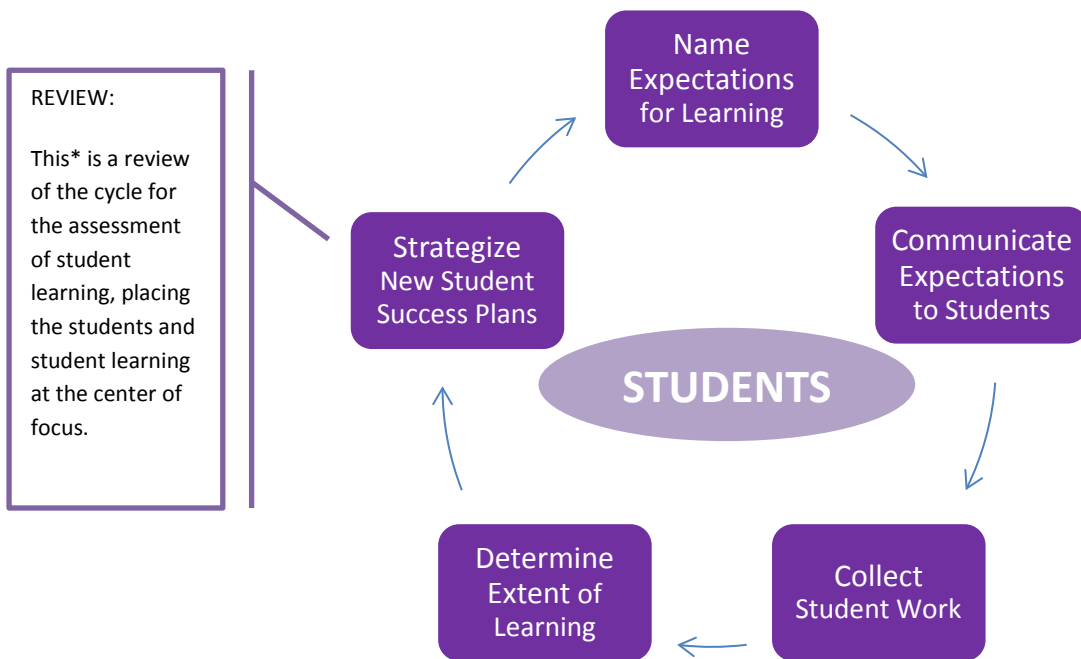 REVIEW:
This* is a review
of the cycle for
the assessment
of student
learning, placing
the students and
student learning
at the center of
focus.
Name
Expectations
for Learning
Communicate
Expectations
to Students
Collect
Student Work
Determine
Extent of
Learning
Strategize
New Student
Success Plans
STUDENTS